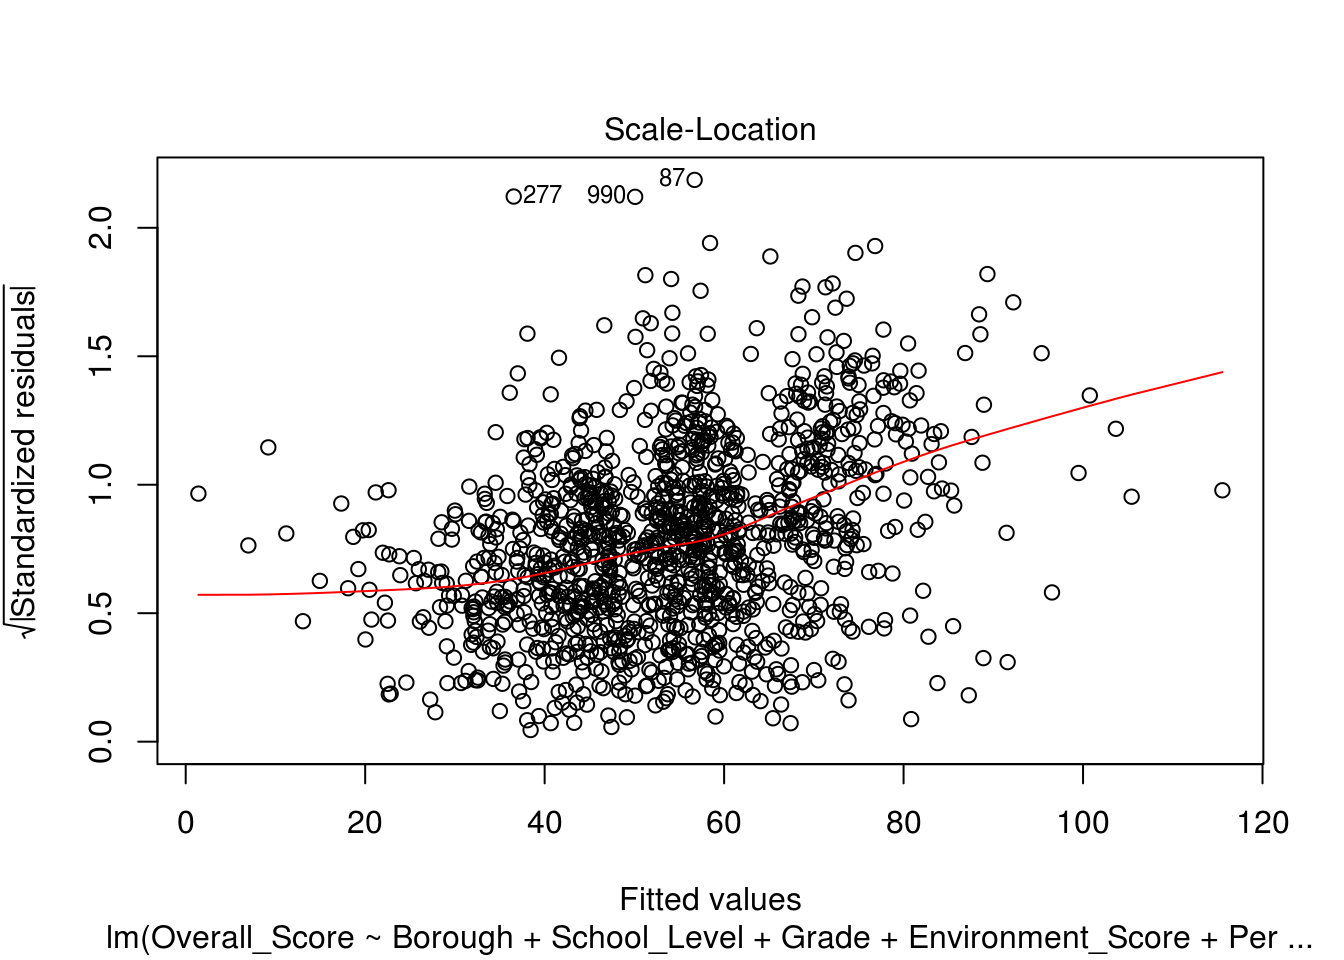 Scale-Location
87
277
990
√|Standardized residuals|
2.0
1.5
1.0
0.5
0.0
0 20 40 60 80 100 120
Fitted values
lm(Overall_Score ~ Borough + School_Level + Grade + Environment_Score + Per ...